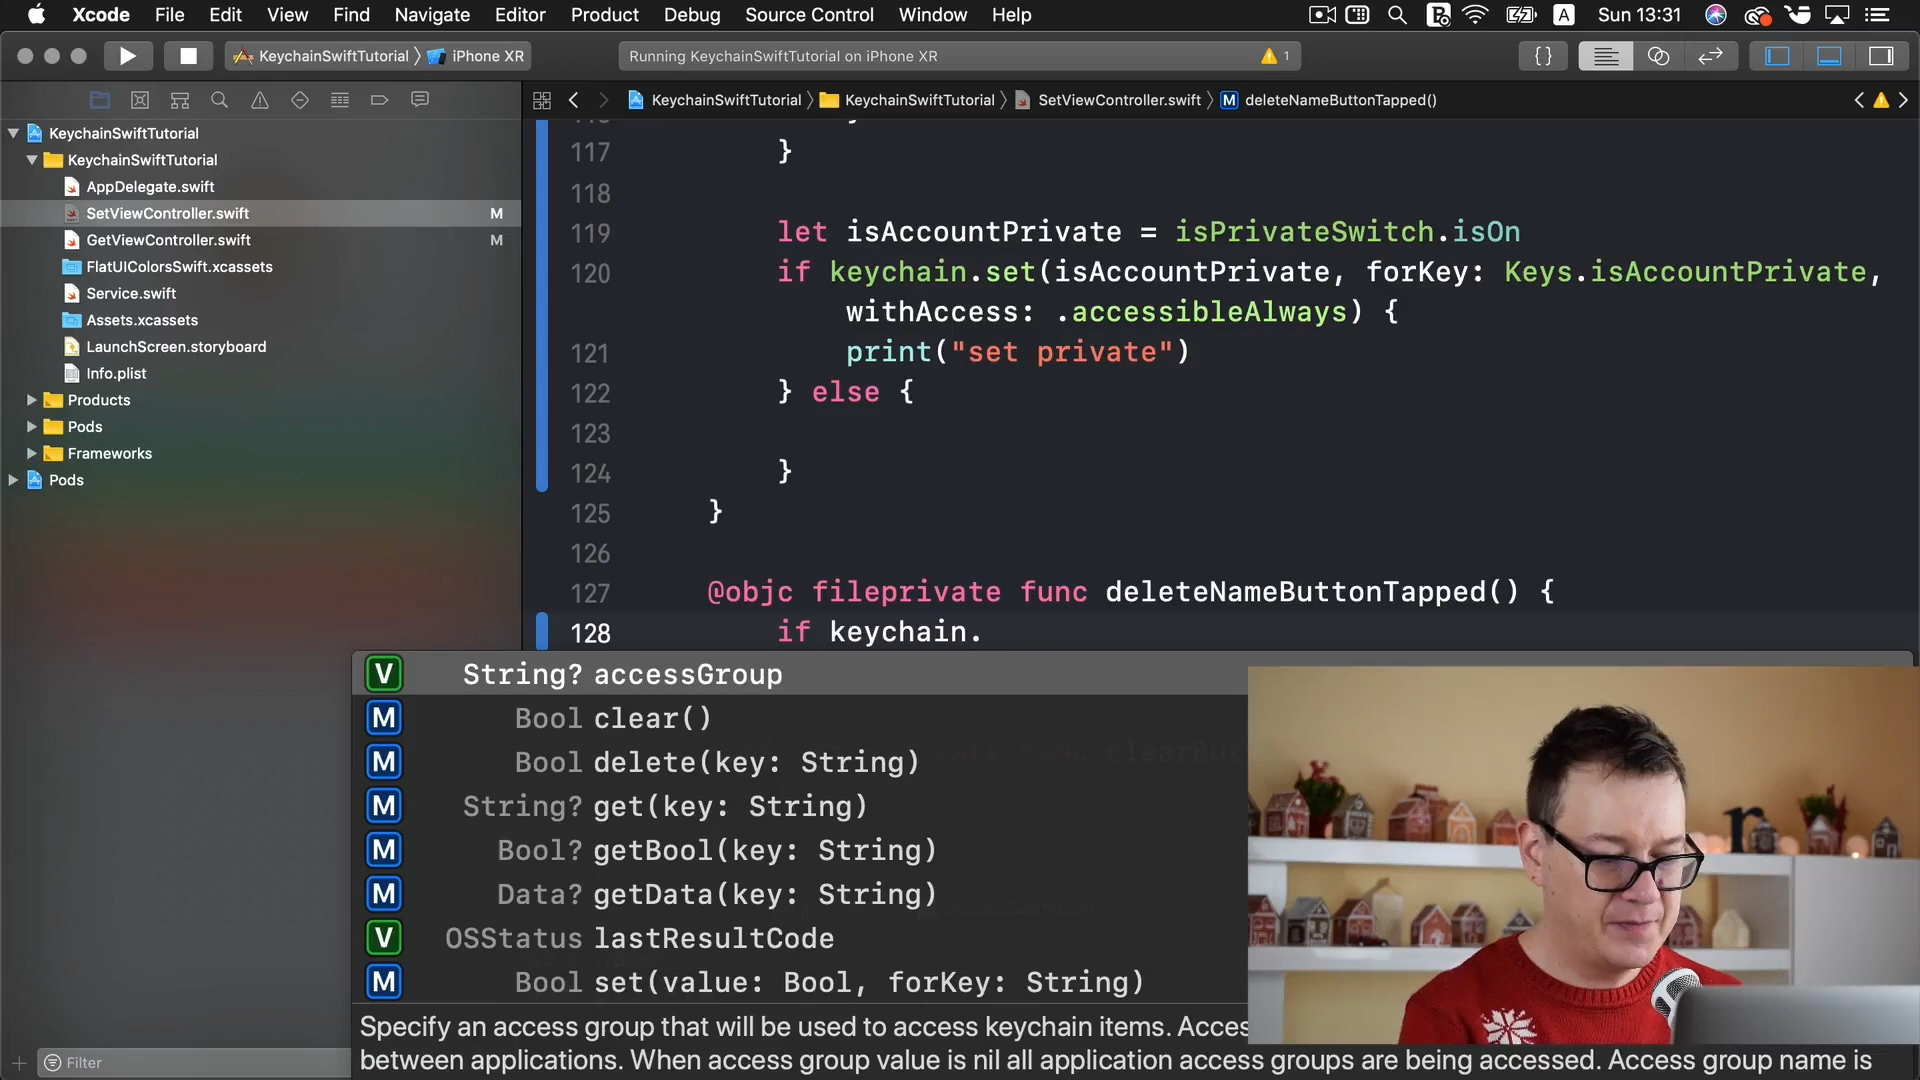 Xcode File Edit View Find Navigate Editor Product Debug Source Control Window Help Sun 13:31
KeychainSwiftTutorial iPhone XR Running KeychainSwiftTutorial on iPhone XR 1
KeychainSwiftTutorial KeychainSwiftTutorial SetViewController.swift M deleteNameButtonTapped()
KeychainSwiftTutorial
KeychainSwiftTutorial
AppDelegate.swift
SetViewController.swift M
GetViewController.swift M
FlatUIColorsSwift.xcassets
Service.swift
Assets.xcassets
LaunchScreen.storyboard
Info.plist
Products
Pods
Frameworks
Pods
Filter
117 }
118
119 let isAccountPrivate = isPrivateSwitch.isOn
120 if keychain.set(isAccountPrivate, forKey: Keys.isAccountPrivate,
withAccess: .accessibleAlways) {
121 print("set private")
122 } else {
123
124 }
125 }
126
127 @objc fileprivate func deleteNameButtonTapped() {
128 if keychain.
V String? accessGroup
M Bool clear()
M Bool delete(key: String)
M String? get(key: String)
M Bool? getBool(key: String)
M Data? getData(key: String)
V OSStatus lastResultCode
M Bool set(value: Bool, forKey: String)
Specify an access group that will be used to access keychain items. Acces
between applications. When access group value is nil all application access groups are being accessed. Access group name is